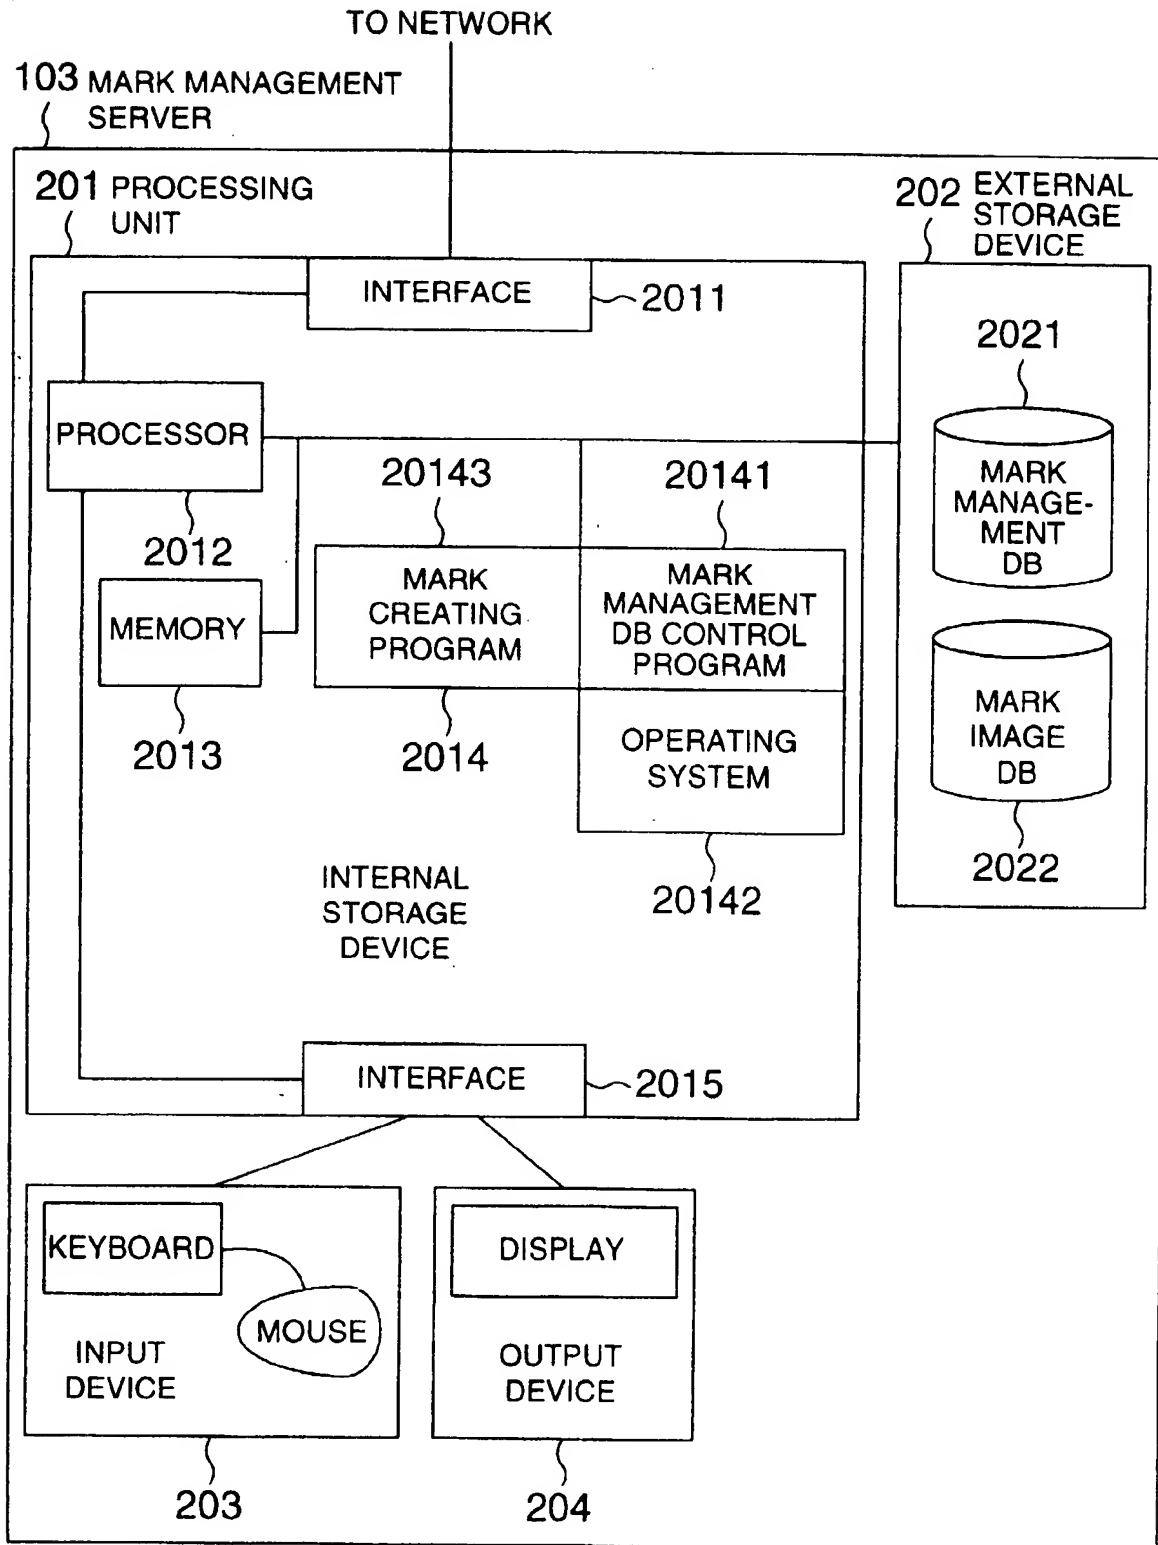 TO NETWORK
103 MARK MANAGEMENT
SERVER
201 PROCESSING
UNIT
202 EXTERNAL
STORAGE
DEVICE
INTERFACE
2011
2021
PROCESSOR
2012
20143
20141
MARK
MANAGE-
MENT
DB
MARK
CREATING
PROGRAM
MARK
MANAGEMENT
DB CONTROL
PROGRAM
MEMORY
2013
2014
OPERATING
SYSTEM
MARK
IMAGE
DB
2022
20142
INTERNAL
STORAGE
DEVICE
INTERFACE
2015
KEYBOARD
MOUSE
INPUT
DEVICE
DISPLAY
OUTPUT
DEVICE
203
204